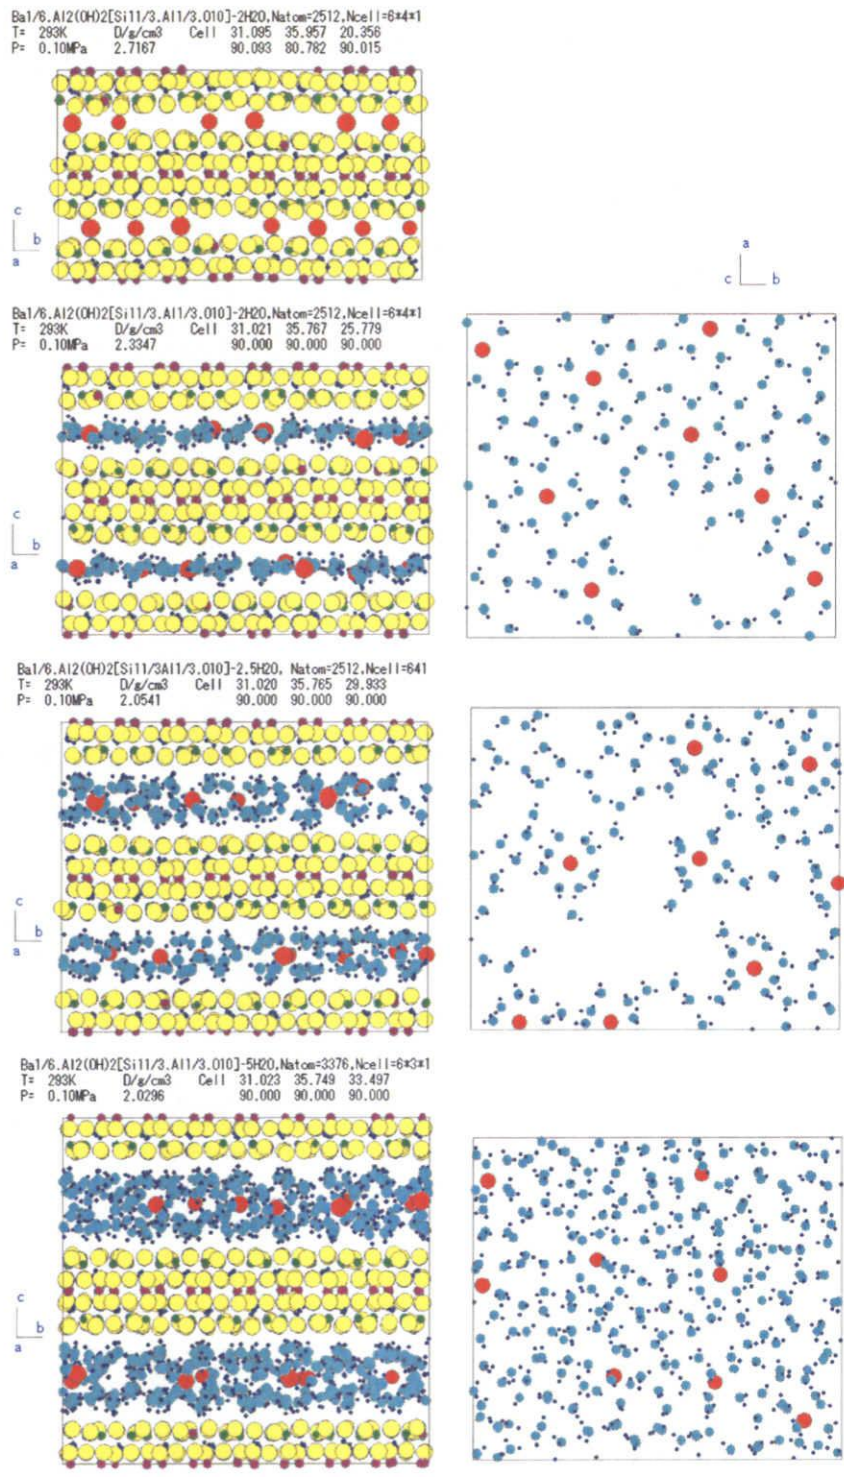 Ba1/6.Al2(OH)2[Si11/3.Al1/3.O10]-2H2O,Natom=2512,Ncell=6*4*1
T= 293K D/g/cm3 Cell 31.095 35.957 20.356
P= 0.10MPa 2.7167 90.093 80.782 90.015
c
b
a
a
c b
Ba1/6.Al2(OH)2[Si11/3.Al1/3.O10]-2H2O,Natom=2512,Ncell=6*4*1
T= 293K D/g/cm3 Cell 31.021 35.767 25.779
P= 0.10MPa 2.3347 90.000 90.000 90.000
c
b
a
Ba1/6.Al2(OH)2[Si11/3Al1/3.O10]-2.5H2O, Natom=2512,Ncell=641
T= 293K D/g/cm3 Cell 31.020 35.765 29.933
P= 0.10MPa 2.0541 90.000 90.000 90.000
c
b
a
Ba1/6.Al2(OH)2[Si11/3.Al1/3.O10]-5H2O,Natom=3376,Ncell=6*3*1
T= 293K D/g/cm3 Cell 31.023 35.749 33.497
P= 0.10MPa 2.0296 90.000 90.000 90.000
c
b
a